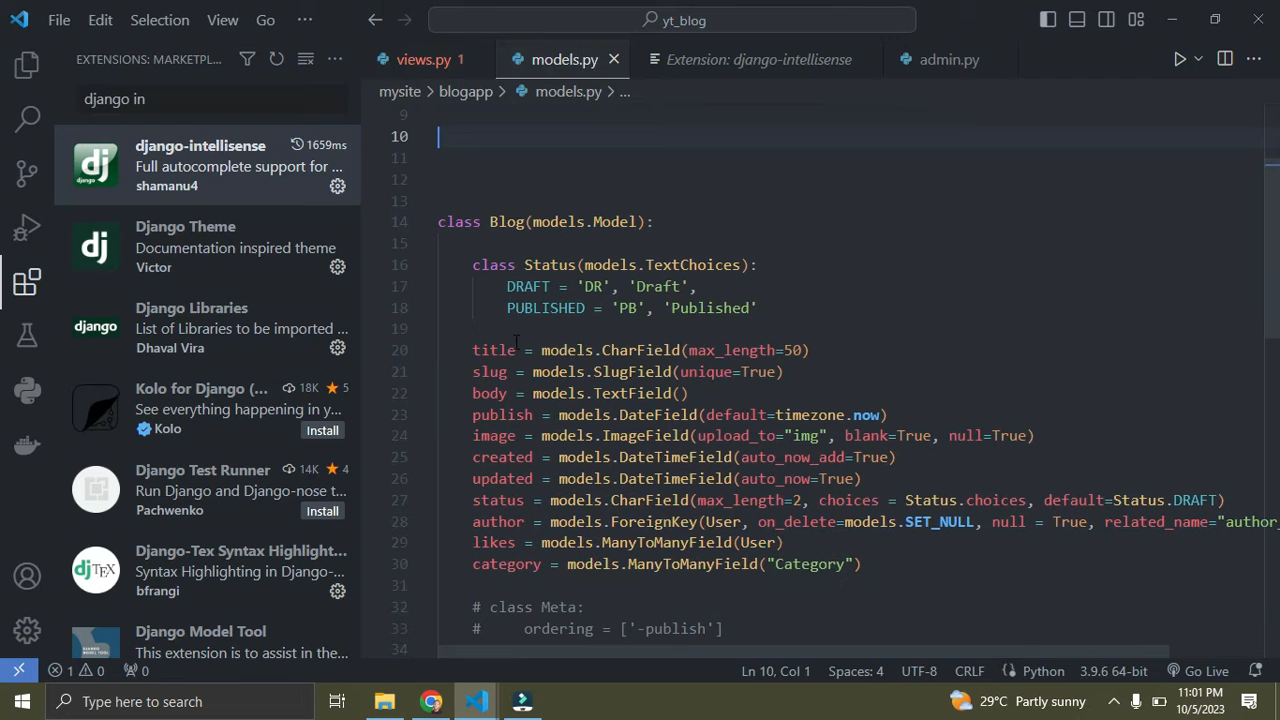 File Edit Selection View Go ··· yt_blog
EXTENSIONS: MARKETPL... ···
django in
django-intellisense 1659ms
Full autocomplete support for ...
shamanu4
Django Theme
Documentation inspired theme
Victor
Django Libraries
List of Libraries to be imported ...
Dhaval Vira
Kolo for Django (... 18K ★ 5
See everything happening in y...
Kolo Install
Django Test Runner 14K ★ 4
Run Django and Django-nose t...
Pachwenko Install
Django-Tex Syntax Highlight...
Syntax Highlighting in Django-...
bfrangi
Django Model Tool
This extension is to assist in the...
views.py 1 models.py Extension: django-intellisense admin.py ···
mysite > blogapp > models.py > ...
9
10
11
12
13
14 class Blog(models.Model):
15
16 class Status(models.TextChoices):
17 DRAFT = 'DR', 'Draft',
18 PUBLISHED = 'PB', 'Published'
19
20 title = models.CharField(max_length=50)
21 slug = models.SlugField(unique=True)
22 body = models.TextField()
23 publish = models.DateField(default=timezone.now)
24 image = models.ImageField(upload_to="img", blank=True, null=True)
25 created = models.DateTimeField(auto_now_add=True)
26 updated = models.DateTimeField(auto_now=True)
27 status = models.CharField(max_length=2, choices = Status.choices, default=Status.DRAFT)
28 author = models.ForeignKey(User, on_delete=models.SET_NULL, null = True, related_name="author_
29 likes = models.ManyToManyField(User)
30 category = models.ManyToManyField("Category")
31
32 # class Meta:
33 # ordering = ['-publish']
34
1 0 0 Ln 10, Col 1 Spaces: 4 UTF-8 CRLF Python 3.9.6 64-bit Go Live
Type here to search 29°C Partly sunny 11:01 PM
10/5/2023